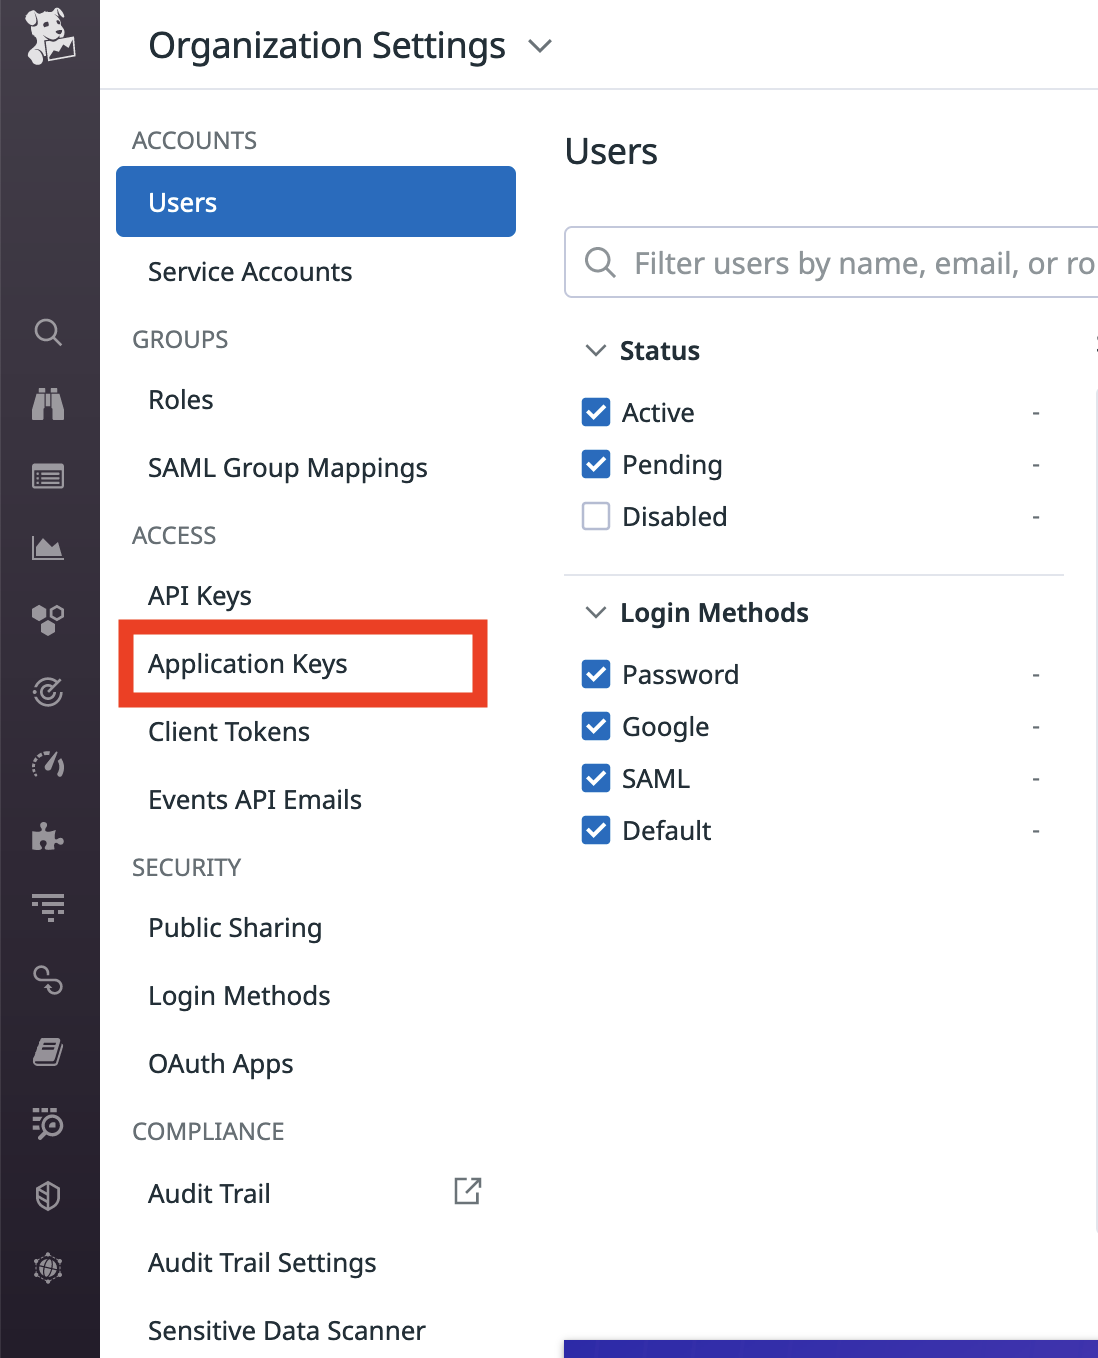 Organization Settings
ACCOUNTS
Users
Service Accounts
GROUPS
Roles
SAML Group Mappings
ACCESS
API Keys
Application Keys
Client Tokens
Events API Emails
SECURITY
Public Sharing
Login Methods
OAuth Apps
COMPLIANCE
Audit Trail
Audit Trail Settings
Sensitive Data Scanner
Users
Filter users by name, email, or ro
Status
Active -
Pending -
Disabled -
Login Methods
Password -
Google -
SAML -
Default -